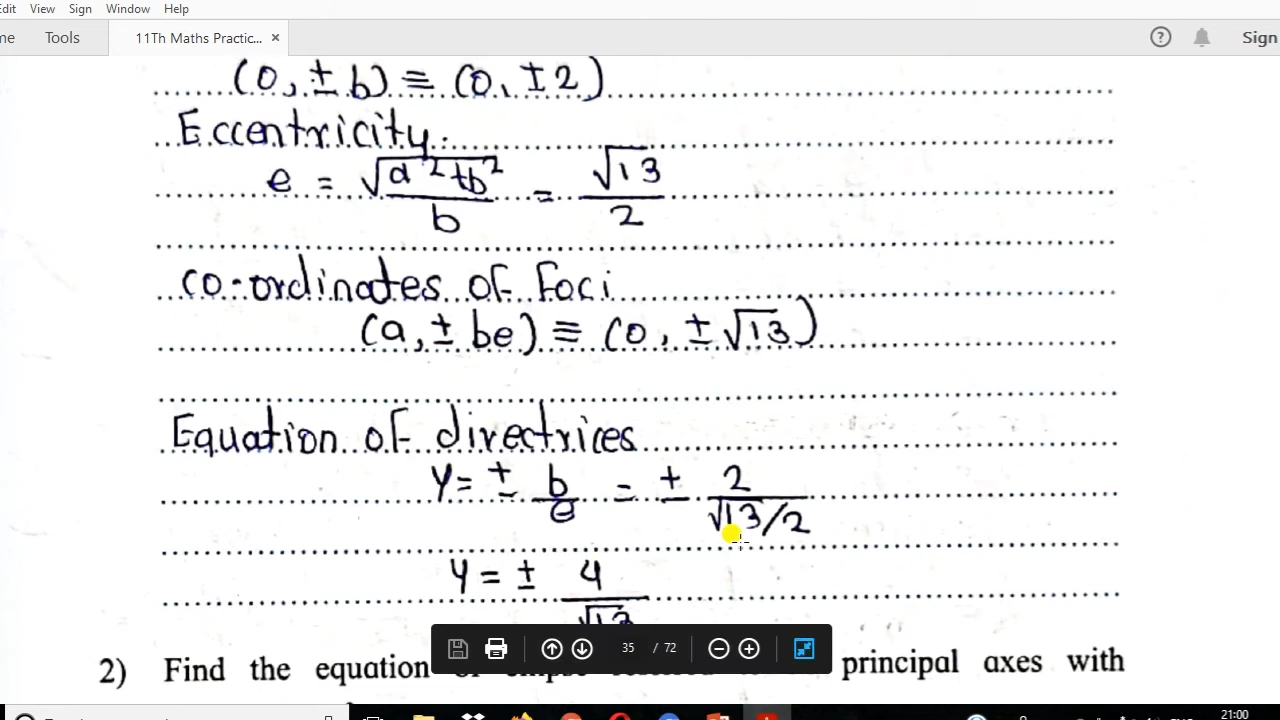 Edit View Sign Window Help
me Tools 11Th Maths Practic... × ? Sign
(0, ± b) ≡ (0, ± 2)
Eccentricity.
e = √a²+b² / b = √13 / 2
co-ordinates of Foci
(a, ± be) ≡ (0, ± √13)
Equation of directrices
Y = ± b/e = ± 2 / √13/2
y = ± 4 / √13
35 / 72
2) Find the equation principal axes with
21:00